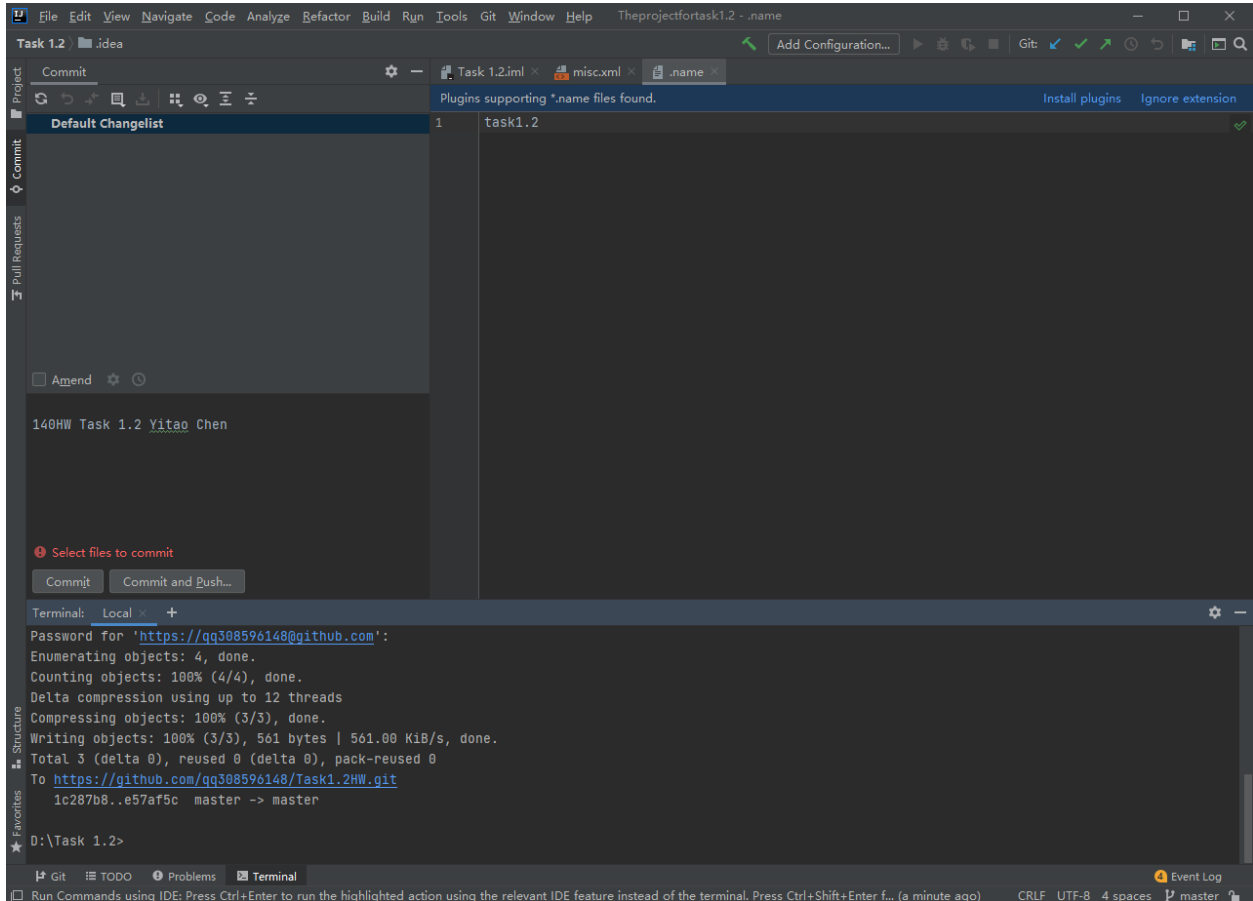 File Edit View Navigate Code Analyze Refactor Build Run Tools Git Window Help Theprojectfortask1.2 - .name
Task 1.2 .idea Add Configuration... Git:
Project
Commit
Pull Requests
Structure
Favorites
Commit
Default Changelist
Amend
140HW Task 1.2 Yitao Chen
Select files to commit
Commit Commit and Push...
Task 1.2.iml misc.xml .name
Plugins supporting *.name files found. Install plugins Ignore extension
1 task1.2
Terminal: Local +
Password for 'https://qq308596148@github.com':
Enumerating objects: 4, done.
Counting objects: 100% (4/4), done.
Delta compression using up to 12 threads
Compressing objects: 100% (3/3), done.
Writing objects: 100% (3/3), 561 bytes | 561.00 KiB/s, done.
Total 3 (delta 0), reused 0 (delta 0), pack-reused 0
To https://github.com/qq308596148/Task1.2HW.git
1c287b8..e57af5c master -> master
D:\Task 1.2>
Git TODO Problems Terminal 4 Event Log
Run Commands using IDE: Press Ctrl+Enter to run the highlighted action using the relevant IDE feature instead of the terminal. Press Ctrl+Shift+Enter f... (a minute ago) CRLF UTF-8 4 spaces master